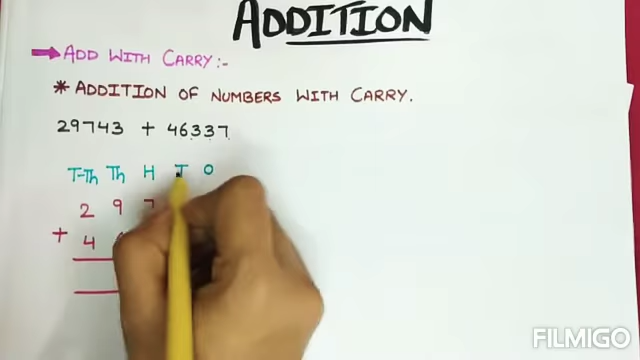 ADDITION
→ ADD WITH CARRY:-
* ADDITION OF NUMBERS WITH CARRY.
29743 + 46337
T-Th Th H T O
2 9 7
+ 4
FILMIGO